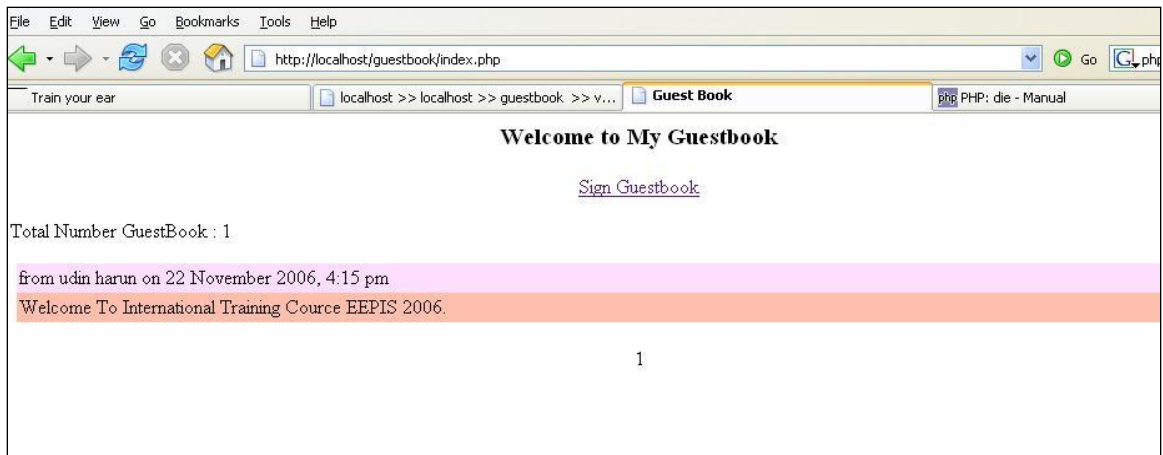 File Edit View Go Bookmarks Tools Help
http://localhost/guestbook/index.php Go G php
Train your ear localhost >> localhost >> guestbook >> v... Guest Book php PHP: die - Manual
Welcome to My Guestbook
Sign Guestbook
Total Number GuestBook : 1
from udin harun on 22 November 2006, 4:15 pm
Welcome To International Training Cource EEPIS 2006.
1